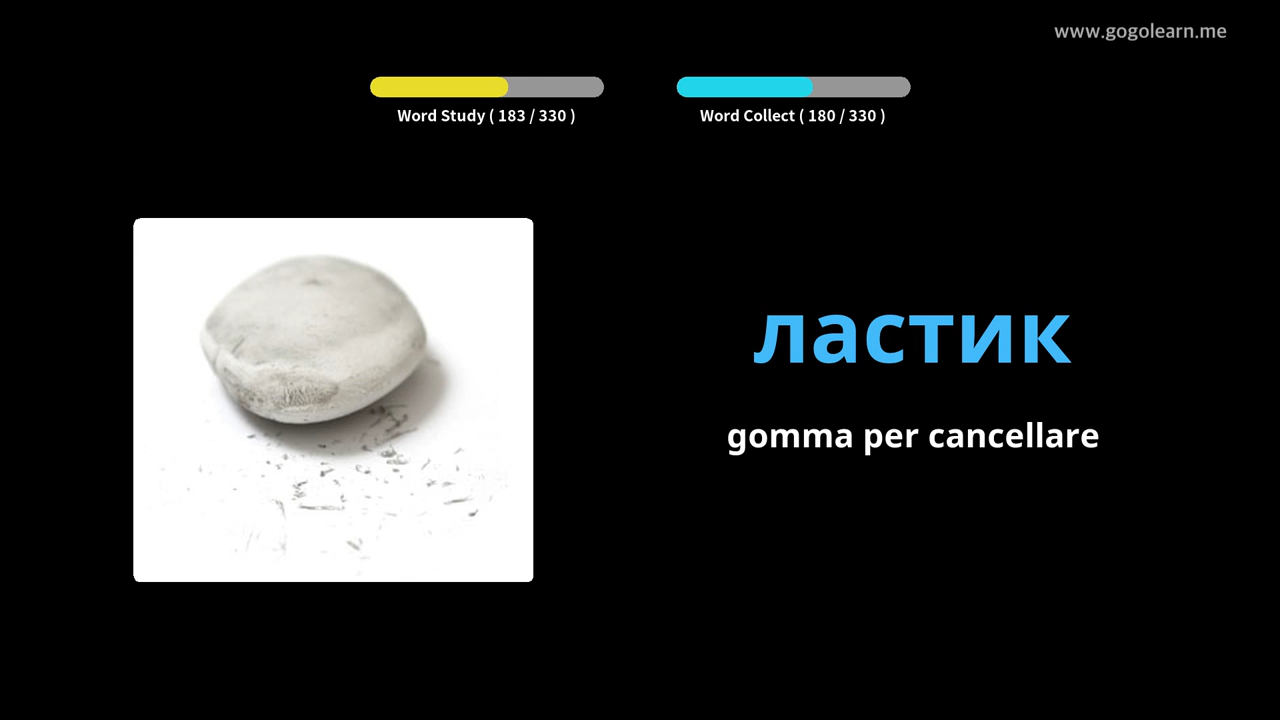 www.gogolearn.me
Word Study ( 183 / 330 )
Word Collect ( 180 / 330 )
ластик
gomma per cancellare